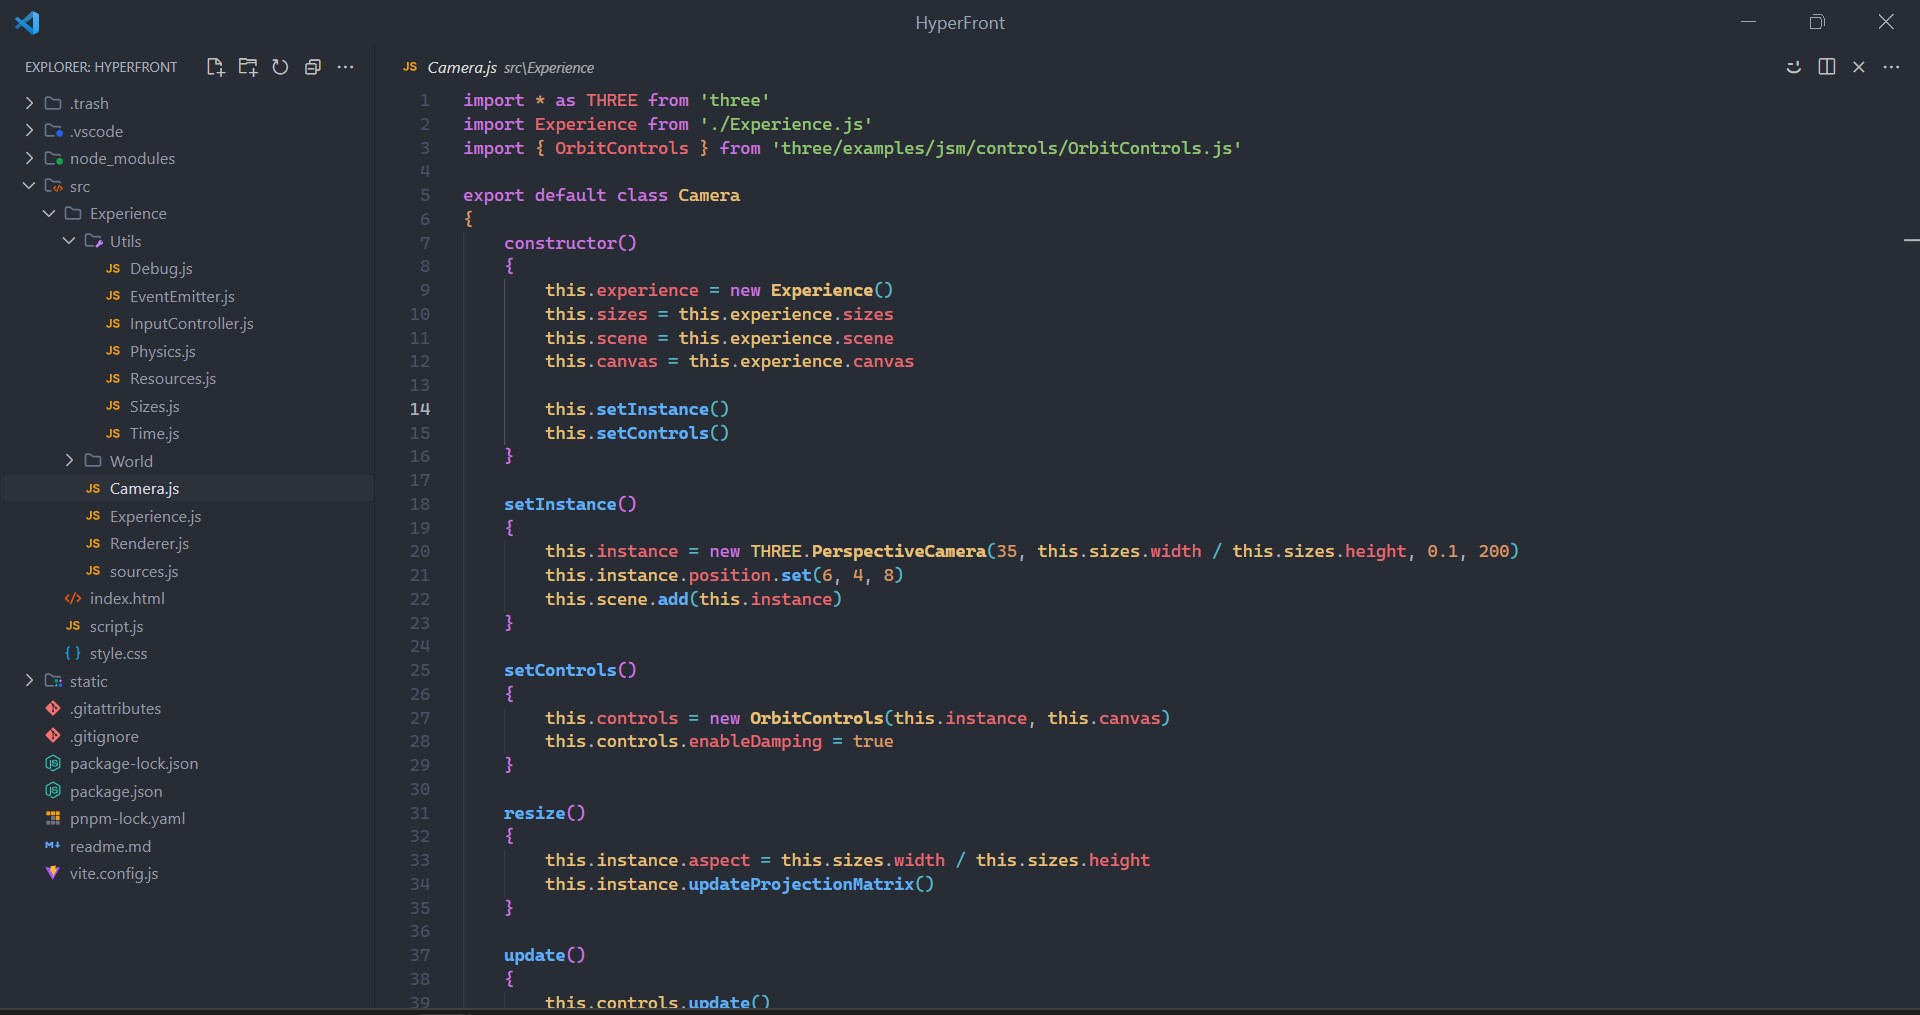 HyperFront
EXPLORER: HYPERFRONT
.trash
.vscode
node_modules
src
Experience
Utils
JS Debug.js
JS EventEmitter.js
JS InputController.js
JS Physics.js
JS Resources.js
JS Sizes.js
JS Time.js
World
JS Camera.js
JS Experience.js
JS Renderer.js
JS sources.js
</> index.html
JS script.js
{ } style.css
static
.gitattributes
.gitignore
package-lock.json
package.json
pnpm-lock.yaml
M↓ readme.md
vite.config.js
JS Camera.js src\Experience
1 import * as THREE from 'three'
2 import Experience from './Experience.js'
3 import { OrbitControls } from 'three/examples/jsm/controls/OrbitControls.js'
4
5 export default class Camera
6 {
7     constructor()
8     {
9         this.experience = new Experience()
10         this.sizes = this.experience.sizes
11         this.scene = this.experience.scene
12         this.canvas = this.experience.canvas
13
14         this.setInstance()
15         this.setControls()
16     }
17
18     setInstance()
19     {
20         this.instance = new THREE.PerspectiveCamera(35, this.sizes.width / this.sizes.height, 0.1, 200)
21         this.instance.position.set(6, 4, 8)
22         this.scene.add(this.instance)
23     }
24
25     setControls()
26     {
27         this.controls = new OrbitControls(this.instance, this.canvas)
28         this.controls.enableDamping = true
29     }
30
31     resize()
32     {
33         this.instance.aspect = this.sizes.width / this.sizes.height
34         this.instance.updateProjectionMatrix()
35     }
36
37     update()
38     {
39         this.controls.update()